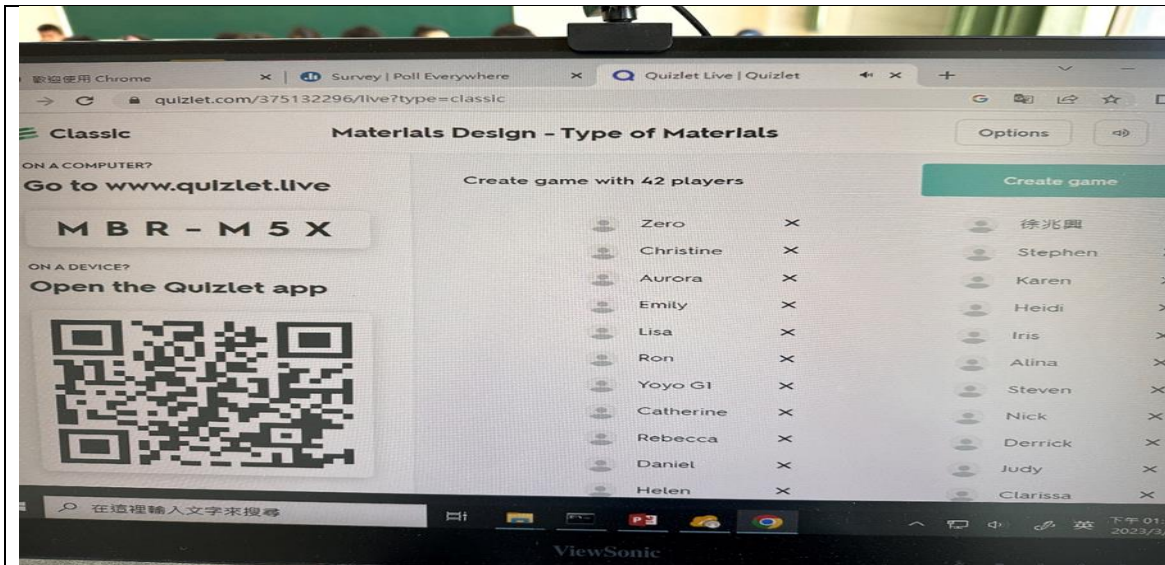 歡迎使用 Chrome
Survey | Poll Everywhere
Quizlet Live | Quizlet
quizlet.com/375132296/live?type=classic
Classic
Materials Design - Type of Materials
Options
ON A COMPUTER?
Go to www.quizlet.live
Create game with 42 players
Create game
MBR-M5X
ON A DEVICE?
Open the Quizlet app
Zero
徐兆興
Christine
Stephen
Aurora
Karen
Emily
Heidi
Lisa
Iris
Ron
Alina
Yoyo G1
Steven
Catherine
Nick
Rebecca
Derrick
Daniel
Judy
Helen
Clarissa
在這裡輸入文字來搜尋
英
下午 01:
2023/3/
ViewSonic